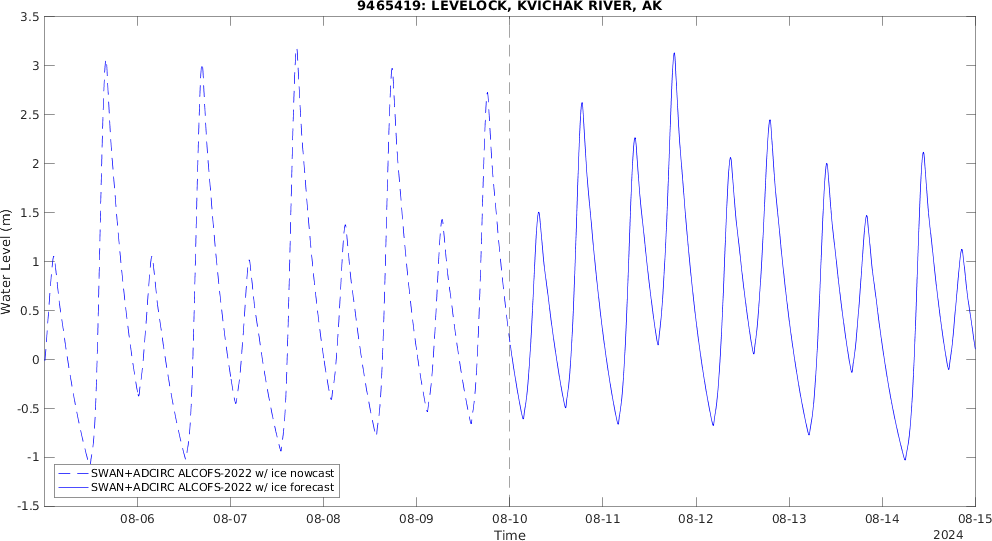 9465419: LEVELOCK, KVICHAK RIVER, AK
Water Level (m)
3.5
3
2.5
2
1.5
1
0.5
0
-0.5
-1
-1.5
SWAN+ADCIRC ALCOFS-2022 w/ ice nowcast
SWAN+ADCIRC ALCOFS-2022 w/ ice forecast
08-06 08-07 08-08 08-09 08-10 08-11 08-12 08-13 08-14 08-15
Time
2024